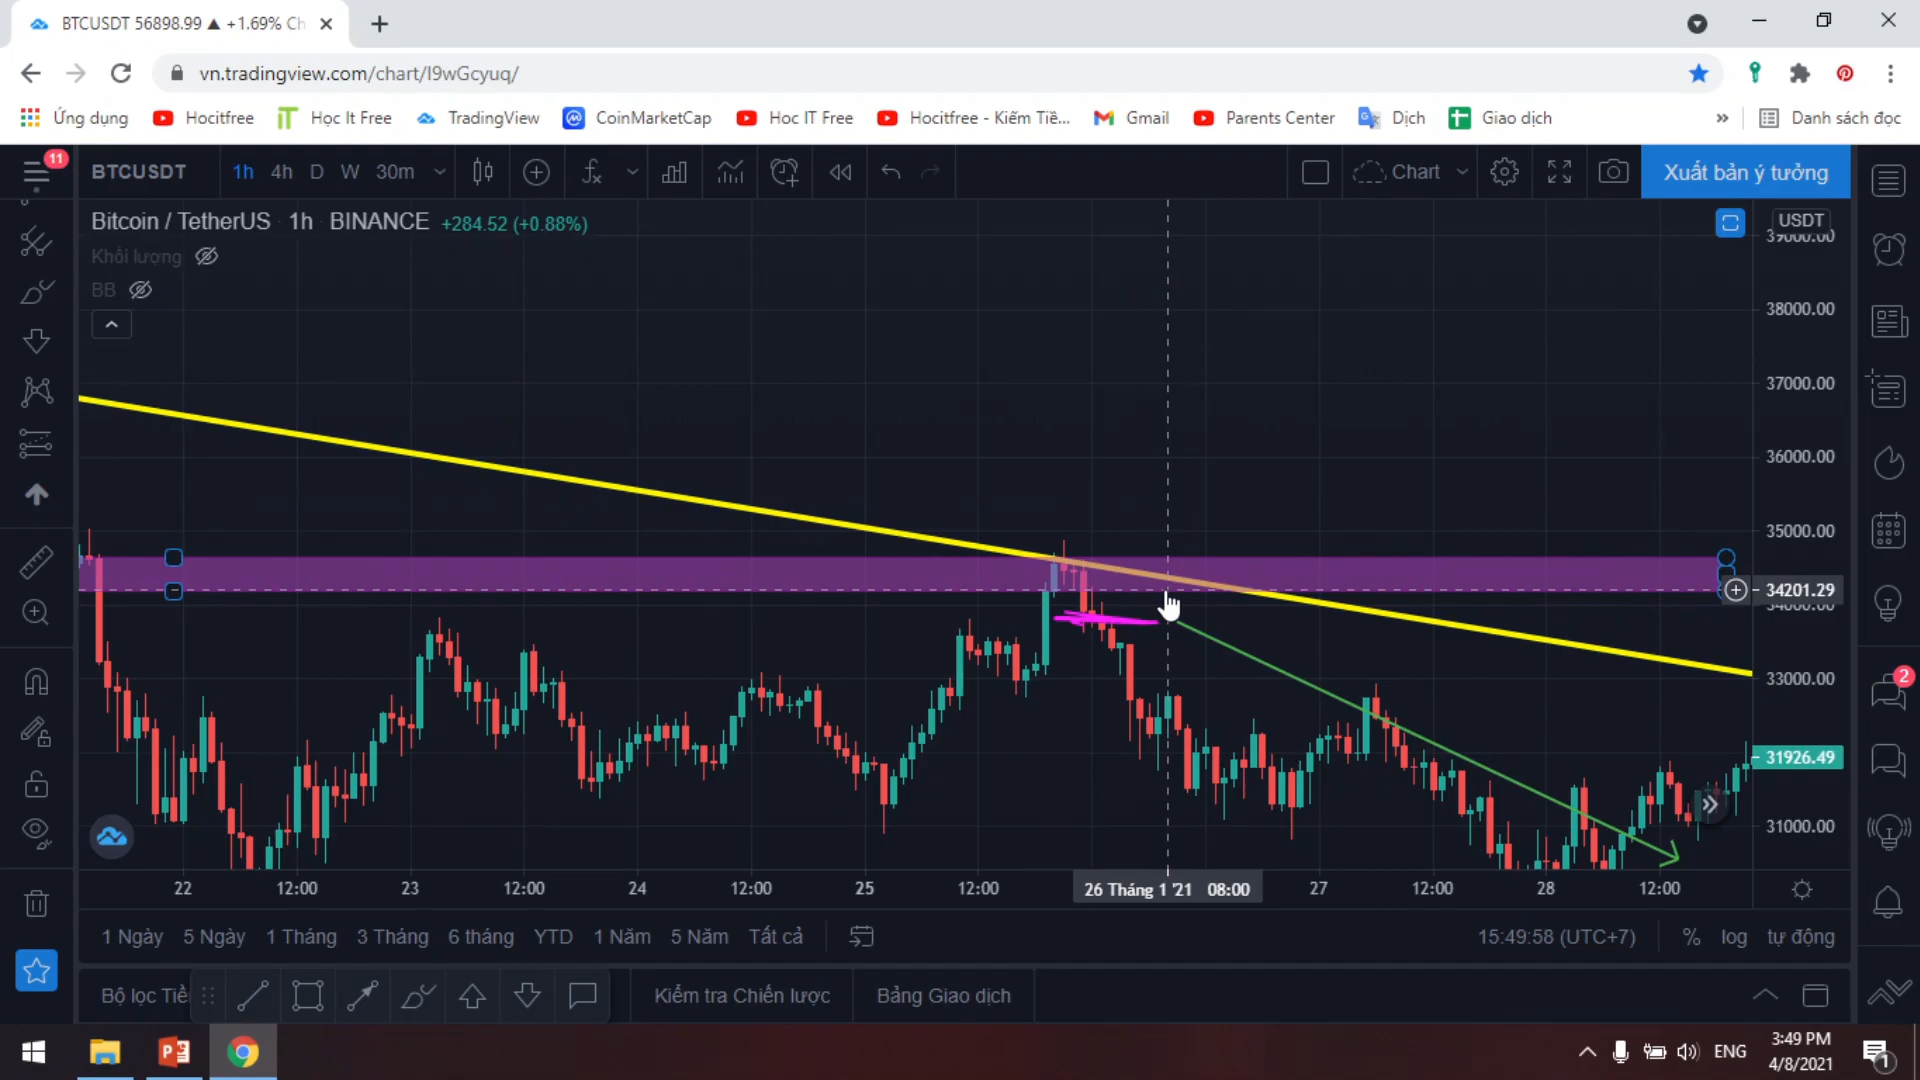 BTCUSDT 56898.99 ▲ +1.69% Ch
vn.tradingview.com/chart/I9wGcyuq/
Ứng dụng Hocitfree Học It Free TradingView CoinMarketCap Hoc IT Free Hocitfree - Kiếm Tiề... Gmail Parents Center Dịch Giao dịch » Danh sách đọc
11 BTCUSDT 1h 4h D W 30m Chart Xuất bản ý tưởng
Bitcoin / TetherUS 1h BINANCE +284.52 (+0.88%)
USDT
39000.00
Khối lượng
BB
38000.00
37000.00
36000.00
35000.00
34201.29
34000.00
33000.00
2
31926.49
31000.00
22 12:00 23 12:00 24 12:00 25 12:00 26 Tháng 1 '21 08:00 27 12:00 28 12:00
1 Ngày 5 Ngày 1 Tháng 3 Tháng 6 tháng YTD 1 Năm 5 Năm Tất cả 15:49:58 (UTC+7) % log tự động
Bộ lọc Tiề Kiểm tra Chiến lược Bảng Giao dịch
ENG 3:49 PM
4/8/2021
1